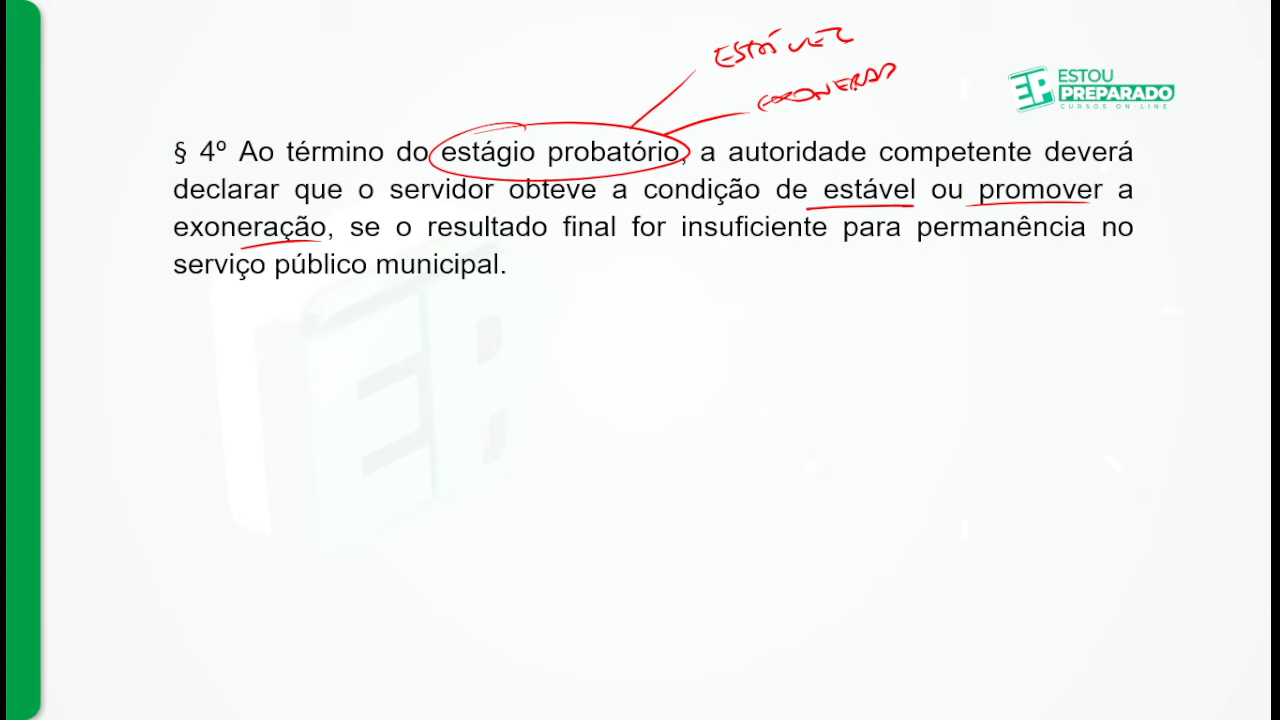 ESTÁVEL
EXONERAD
ESTOU
PREPARADO
CURSOS ON-LINE
§ 4º Ao término do estágio probatório, a autoridade competente deverá
declarar que o servidor obteve a condição de estável ou promover a
exoneração, se o resultado final for insuficiente para permanência no
serviço público municipal.